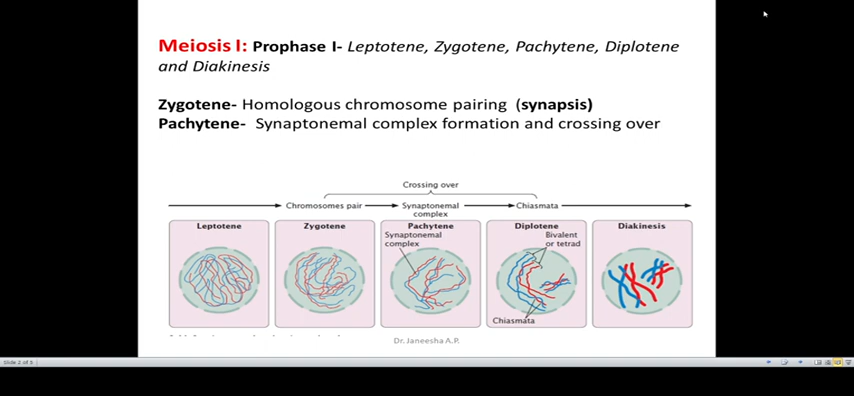 Meiosis I: Prophase I- Leptotene, Zygotene, Pachytene, Diplotene
and Diakinesis
Zygotene- Homologous chromosome pairing (synapsis)
Pachytene- Synaptonemal complex formation and crossing over
Crossing over
Chromosomes pair
Synaptonemal
complex
Chiasmata
Leptotene
Zygotene
Pachytene
Synaptonemal
complex
Diplotene
Bivalent
or tetrad
Chiasmata
Diakinesis
Dr. Janeesha A.P.
Slide 2 of 5